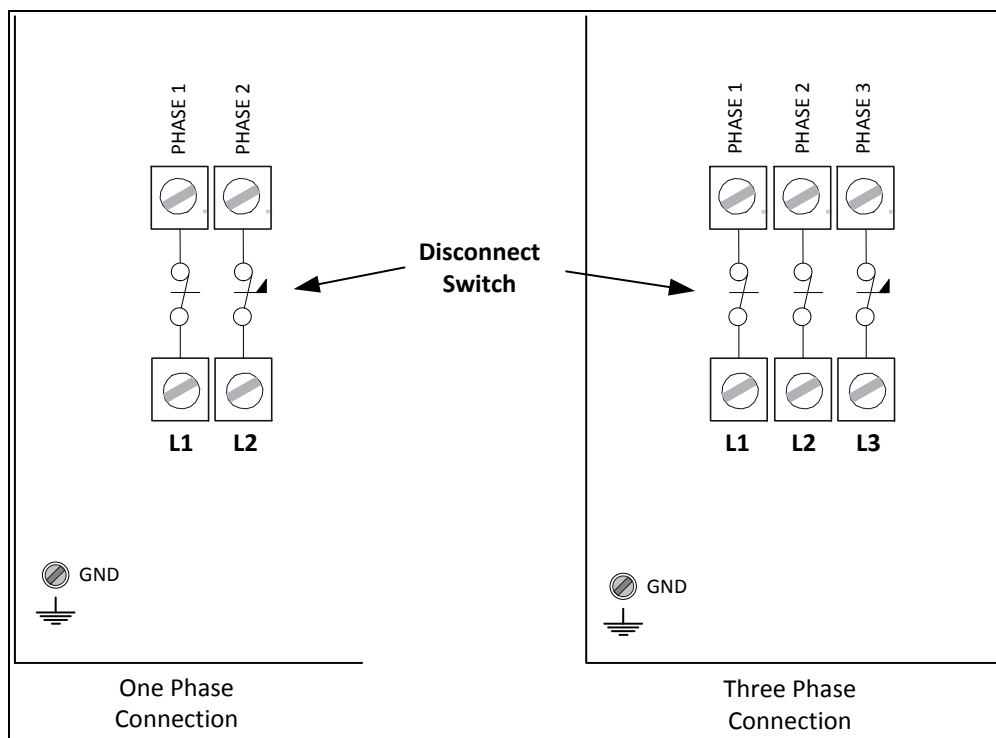 PHASE 1
PHASE 2
L1
L2
GND
One Phase
Connection
Disconnect
Switch
PHASE 1
PHASE 2
PHASE 3
L1
L2
L3
GND
Three Phase
Connection